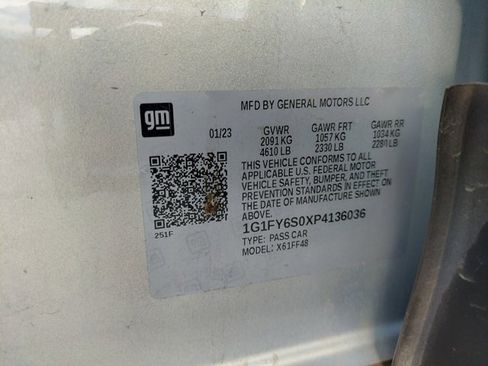 MFD BY GENERAL MOTORS LLC
gm
01/23 GVWR GAWR FRT GAWR RR
2091 KG 1057 KG 1034 KG
4610 LB 2330 LB 2280 LB
THIS VEHICLE CONFORMS TO ALL
APPLICABLE U.S. FEDERAL MOTOR
VEHICLE SAFETY, BUMPER, AND THEFT
PREVENTION STANDARDS IN EFFECT ON
THE DATE OF MANUFACTURE SHOWN
ABOVE.
251F
1G1FY6S0XP4136036
TYPE: PASS CAR
MODEL: X61FF48